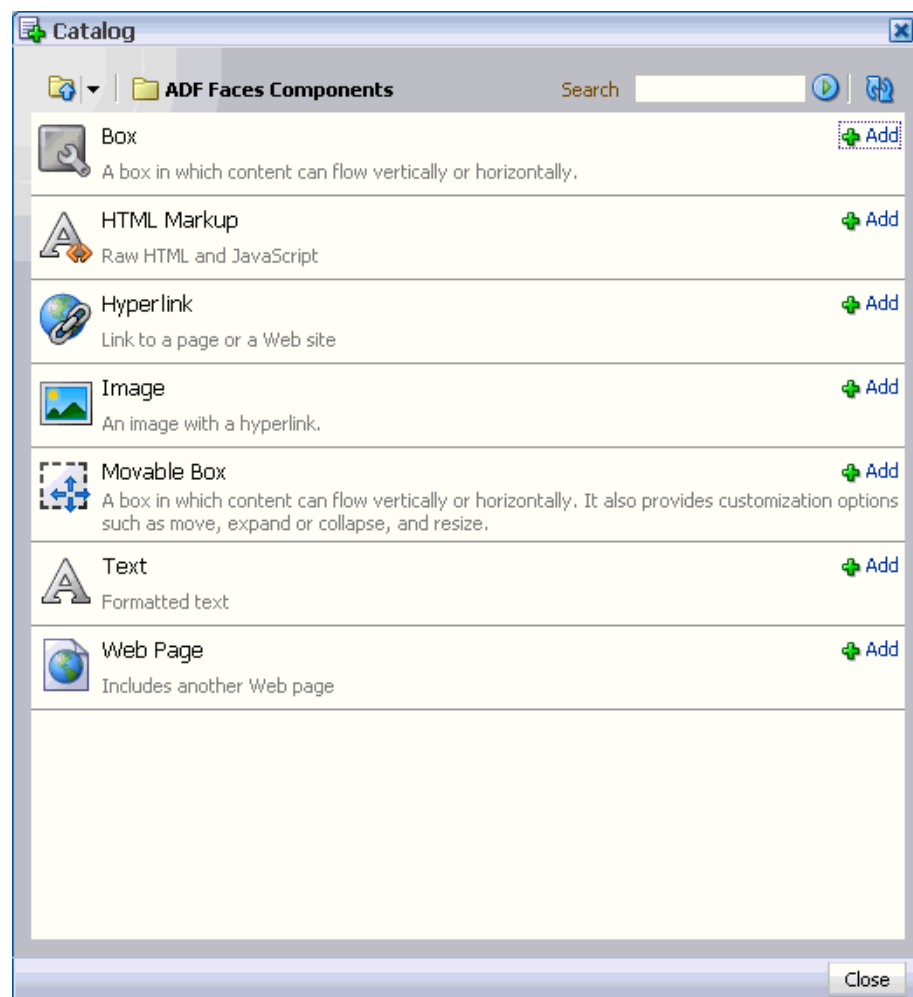 Catalog
ADF Faces Components Search
Box Add
A box in which content can flow vertically or horizontally.
HTML Markup Add
Raw HTML and JavaScript
Hyperlink Add
Link to a page or a Web site
Image Add
An image with a hyperlink.
Movable Box Add
A box in which content can flow vertically or horizontally. It also provides customization options
such as move, expand or collapse, and resize.
Text Add
Formatted text
Web Page Add
Includes another Web page
Close